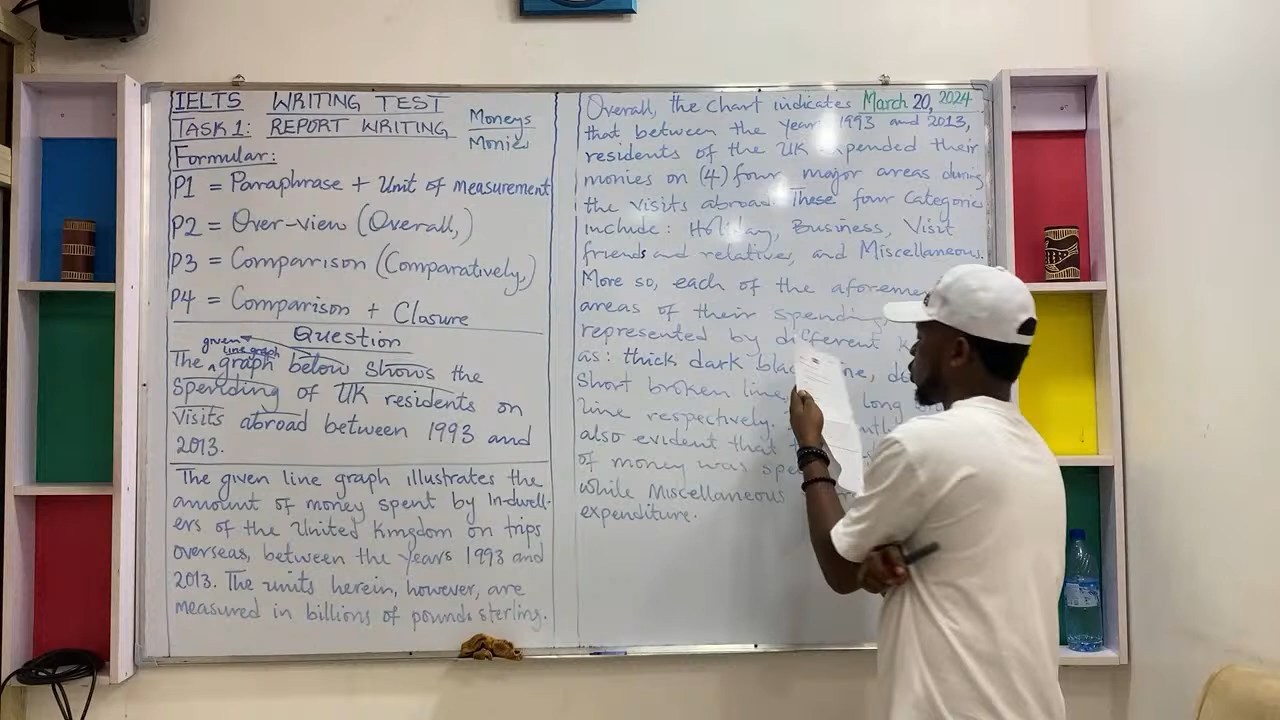 IELTS WRITING TEST
TASK 1: REPORT WRITING
Moneys
Monies
Formular:
P1 = Paraphrase + Unit of measurement
P2 = Over-view (Overall,)
P3 = Comparison (Comparatively,)
P4 = Comparison + Closure
Question
given line graph
The graph below shows the
spending of UK residents on
visits abroad between 1993 and
2013.
The given line graph illustrates the
amount of money spent by In-dwell-
ers of the United Kingdom on trips
overseas, between the years 1993 and
2013. The units herein, however, are
measured in billions of pounds sterling.
Overall, the chart indicates March 20, 2024
that between the year 1993 and 2013,
residents of the UK expended their
monies on (4) four major areas during
the visits abroad. These four Categories
include: Holiday, Business, Visit
friends and relatives, and Miscellaneous.
More so, each of the
areas of their spending
represented by different
as: thick dark black line,
short broken line, long
line respectively.
also evident that
of money was
while Miscellaneous
expenditure.